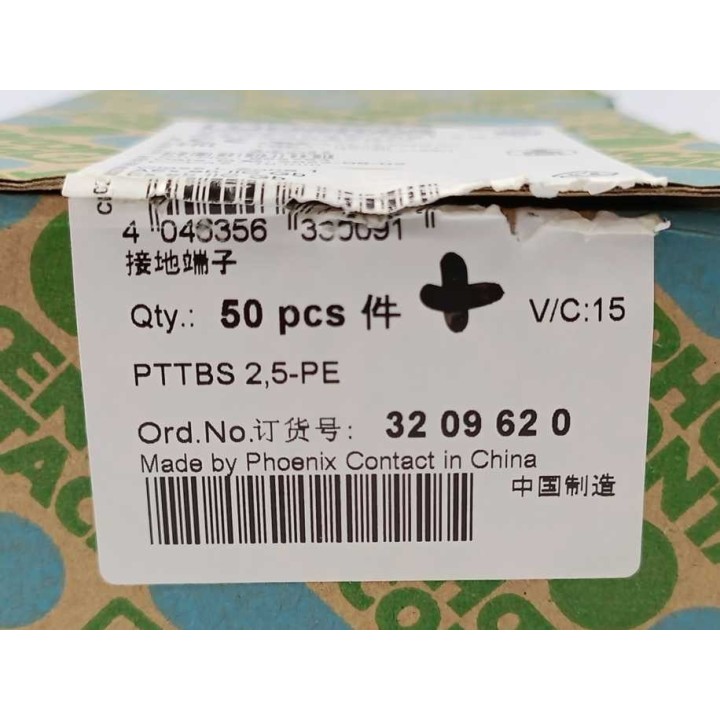 4 046356 330091
接地端子
Qty.: 50 pcs 件
V/C:15
PTTBS 2,5-PE
Ord.No.订货号: 32 09 62 0
Made by Phoenix Contact in China
中国制造